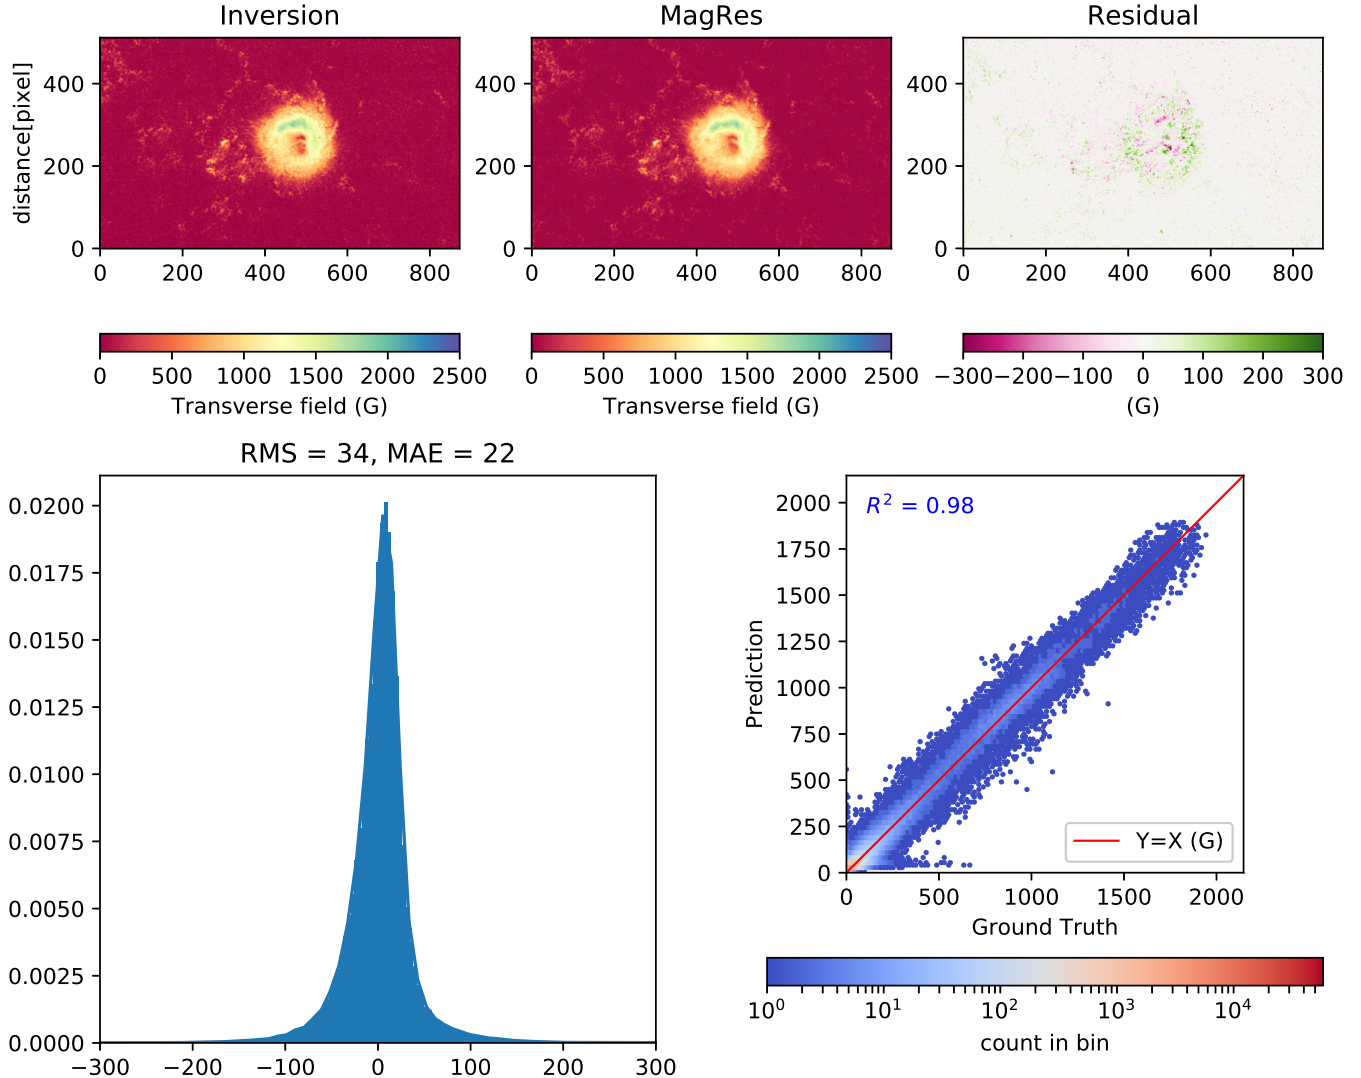 Inversion
MagRes
Residual
distance[pixel]
400
200
0
0 200 400 600 800
400
200
0
0 200 400 600 800
400
200
0
0 200 400 600 800
0 500 1000 1500 2000 2500
Transverse field (G)
0 500 1000 1500 2000 2500
Transverse field (G)
−300 −200 −100 0 100 200 300
(G)
RMS = 34, MAE = 22
0.0200
0.0175
0.0150
0.0125
0.0100
0.0075
0.0050
0.0025
0.0000
−300 −200 −100 0 100 200 300
R² = 0.98
Prediction
2000
1750
1500
1250
1000
750
500
250
0
Y=X (G)
0 500 1000 1500 2000
Ground Truth
10⁰ 10¹ 10² 10³ 10⁴
count in bin